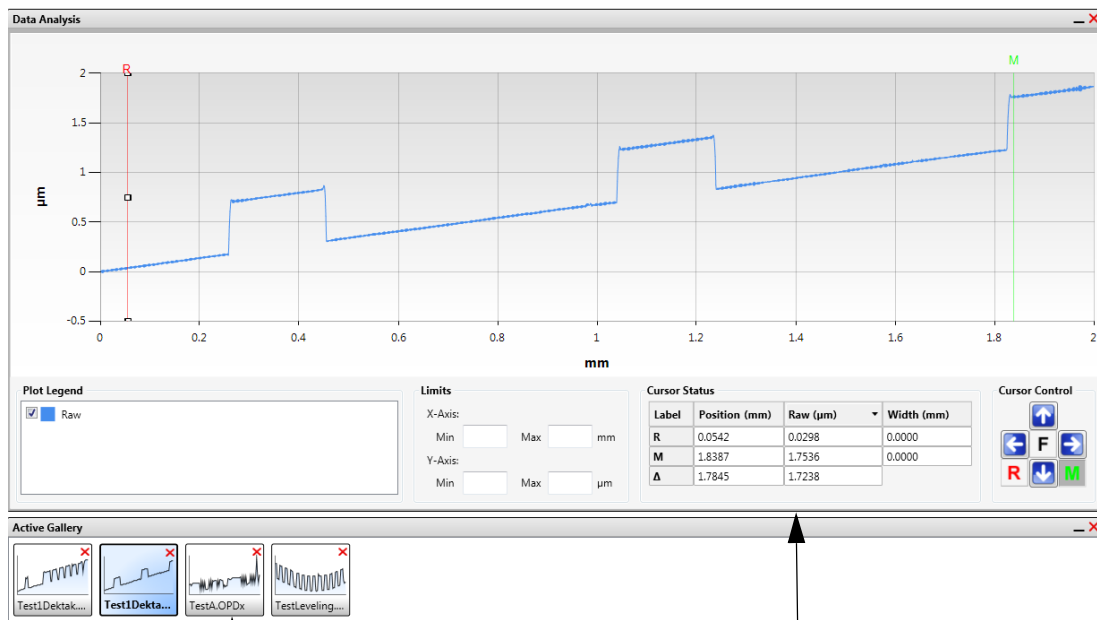 Data Analysis
R
M
2
1.5
1
0.5
0
-0.5
µm
0 0.2 0.4 0.6 0.8 1 1.2 1.4 1.6 1.8 2
mm
Plot Legend
Raw
Limits
X-Axis:
Min Max mm
Y-Axis:
Min Max µm
Cursor Status
Label Position (mm) Raw (µm) Width (mm)
R 0.0542 0.0298 0.0000
M 1.8387 1.7536 0.0000
Δ 1.7845 1.7238
Cursor Control
F
R M
Active Gallery
Test1Dektak.... Test1Dekta... TestA.OPDx TestLeveling....